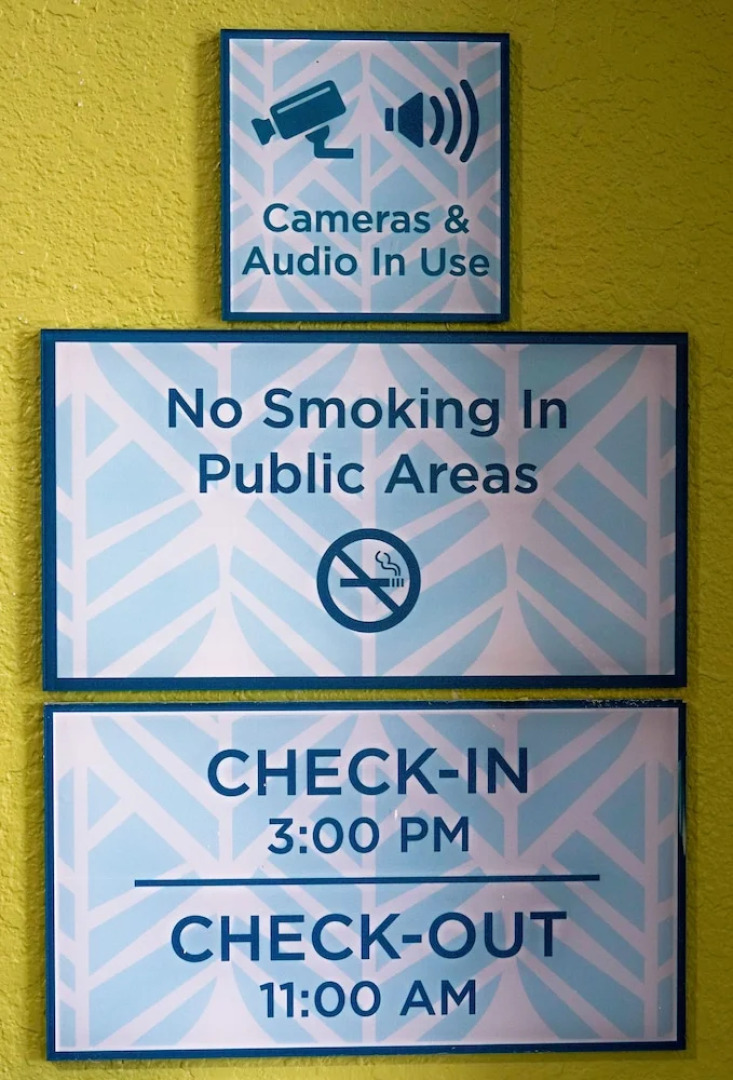 Cameras &
Audio In Use
No Smoking In
Public Areas
CHECK-IN
3:00 PM
CHECK-OUT
11:00 AM